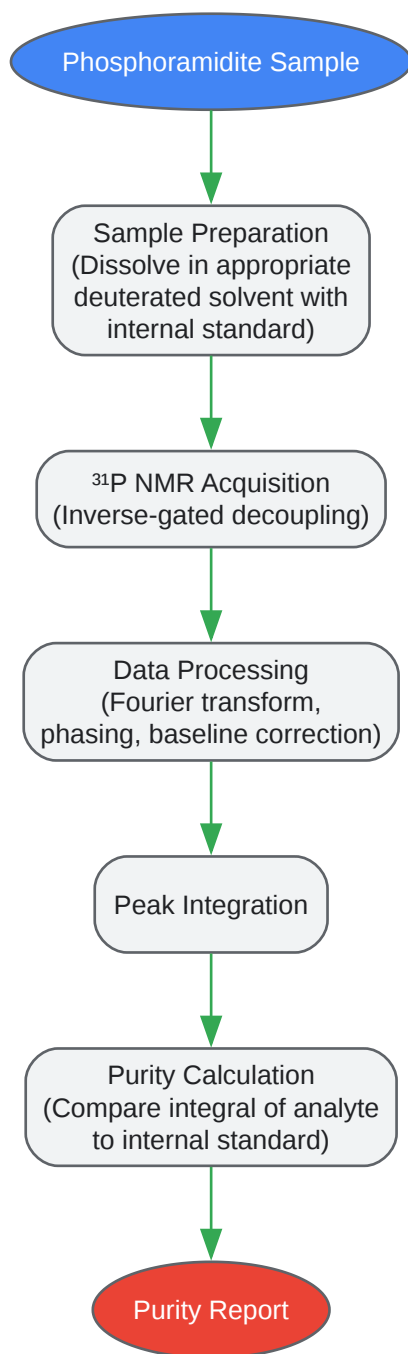 Phosphoramidite Sample
Sample Preparation
(Dissolve in appropriate
deuterated solvent with
internal standard)
³¹P NMR Acquisition
(Inverse-gated decoupling)
Data Processing
(Fourier transform,
phasing, baseline correction)
Peak Integration
Purity Calculation
(Compare integral of analyte
to internal standard)
Purity Report